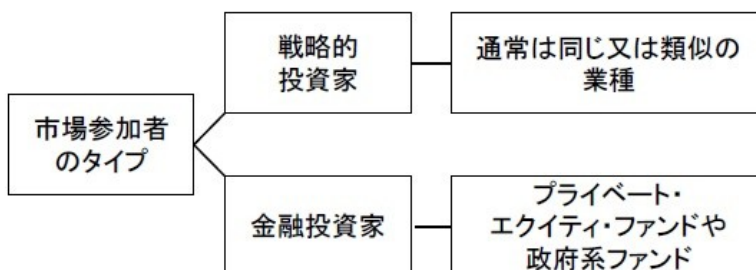 市場参加者
のタイプ
戦略的
投資家
通常は同じ又は類似の
業種
金融投資家
プライベート・
エクイティ・ファンドや
政府系ファンド